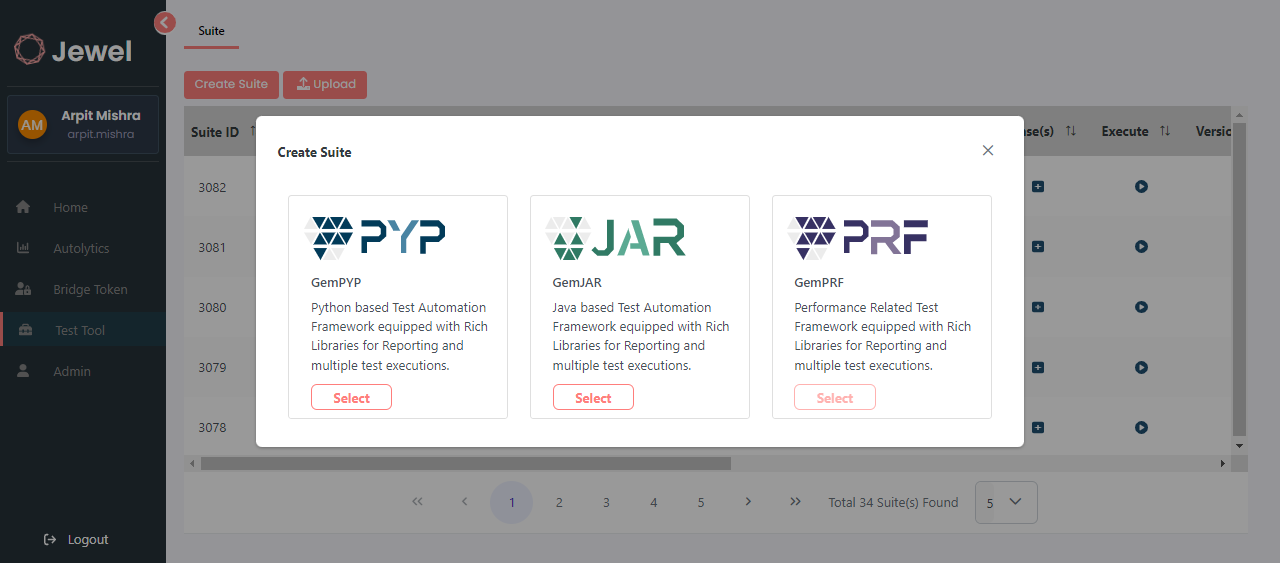 Jewel
AM
Arpit Mishra
arpit.mishra
Home
Autolytics
Bridge Token
Test Tool
Admin
Logout
Suite
Create Suite
Upload
Suite ID
Execute
3082
3081
3080
3079
3078
Create Suite
PYP
GemPYP
Python based Test Automation
Framework equipped with Rich
Libraries for Reporting and
multiple test executions.
Select
JAR
GemJAR
Java based Test Automation
Framework equipped with Rich
Libraries for Reporting and
multiple test executions.
Select
PRF
GemPRF
Performance Related Test
Framework equipped with Rich
Libraries for Reporting and
multiple test executions.
Select
1 2 3 4 5
Total 34 Suite(s) Found
5